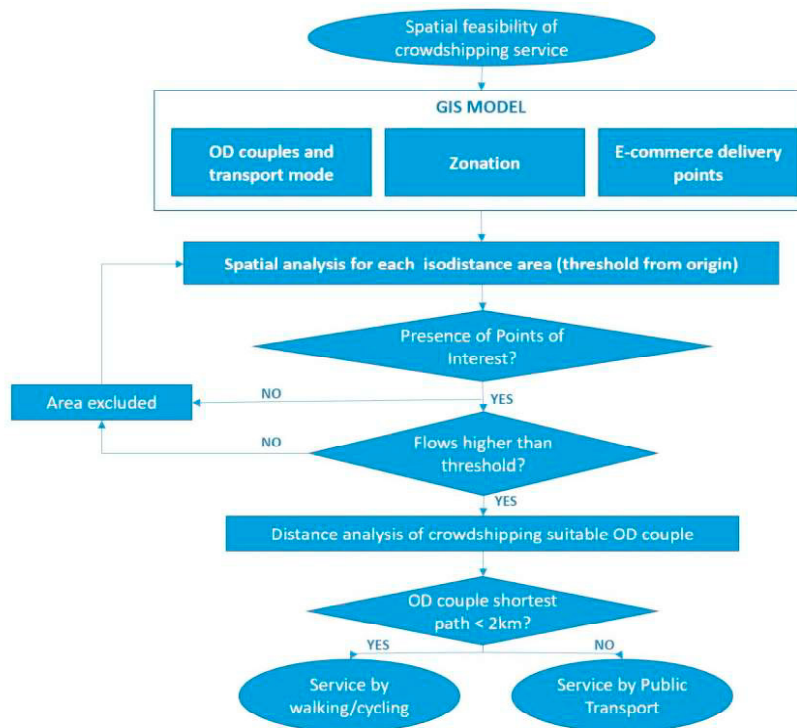 Spatial feasibility of
crowdshipping service
GIS MODEL
OD couples and
transport mode
Zonation
E-commerce delivery
points
Spatial analysis for each isodistance area (threshold from origin)
Presence of Points of
Interest?
NO
YES
Area excluded
NO
Flows higher than
threshold?
YES
Distance analysis of crowdshipping suitable OD couple
OD couple shortest
path < 2km?
YES
NO
Service by
walking/cycling
Service by Public
Transport